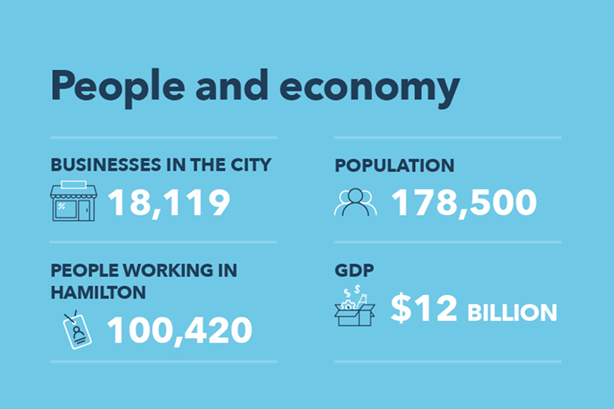 People and economy
BUSINESSES IN THE CITY
18,119
POPULATION
178,500
PEOPLE WORKING IN
HAMILTON
100,420
GDP
$12 BILLION